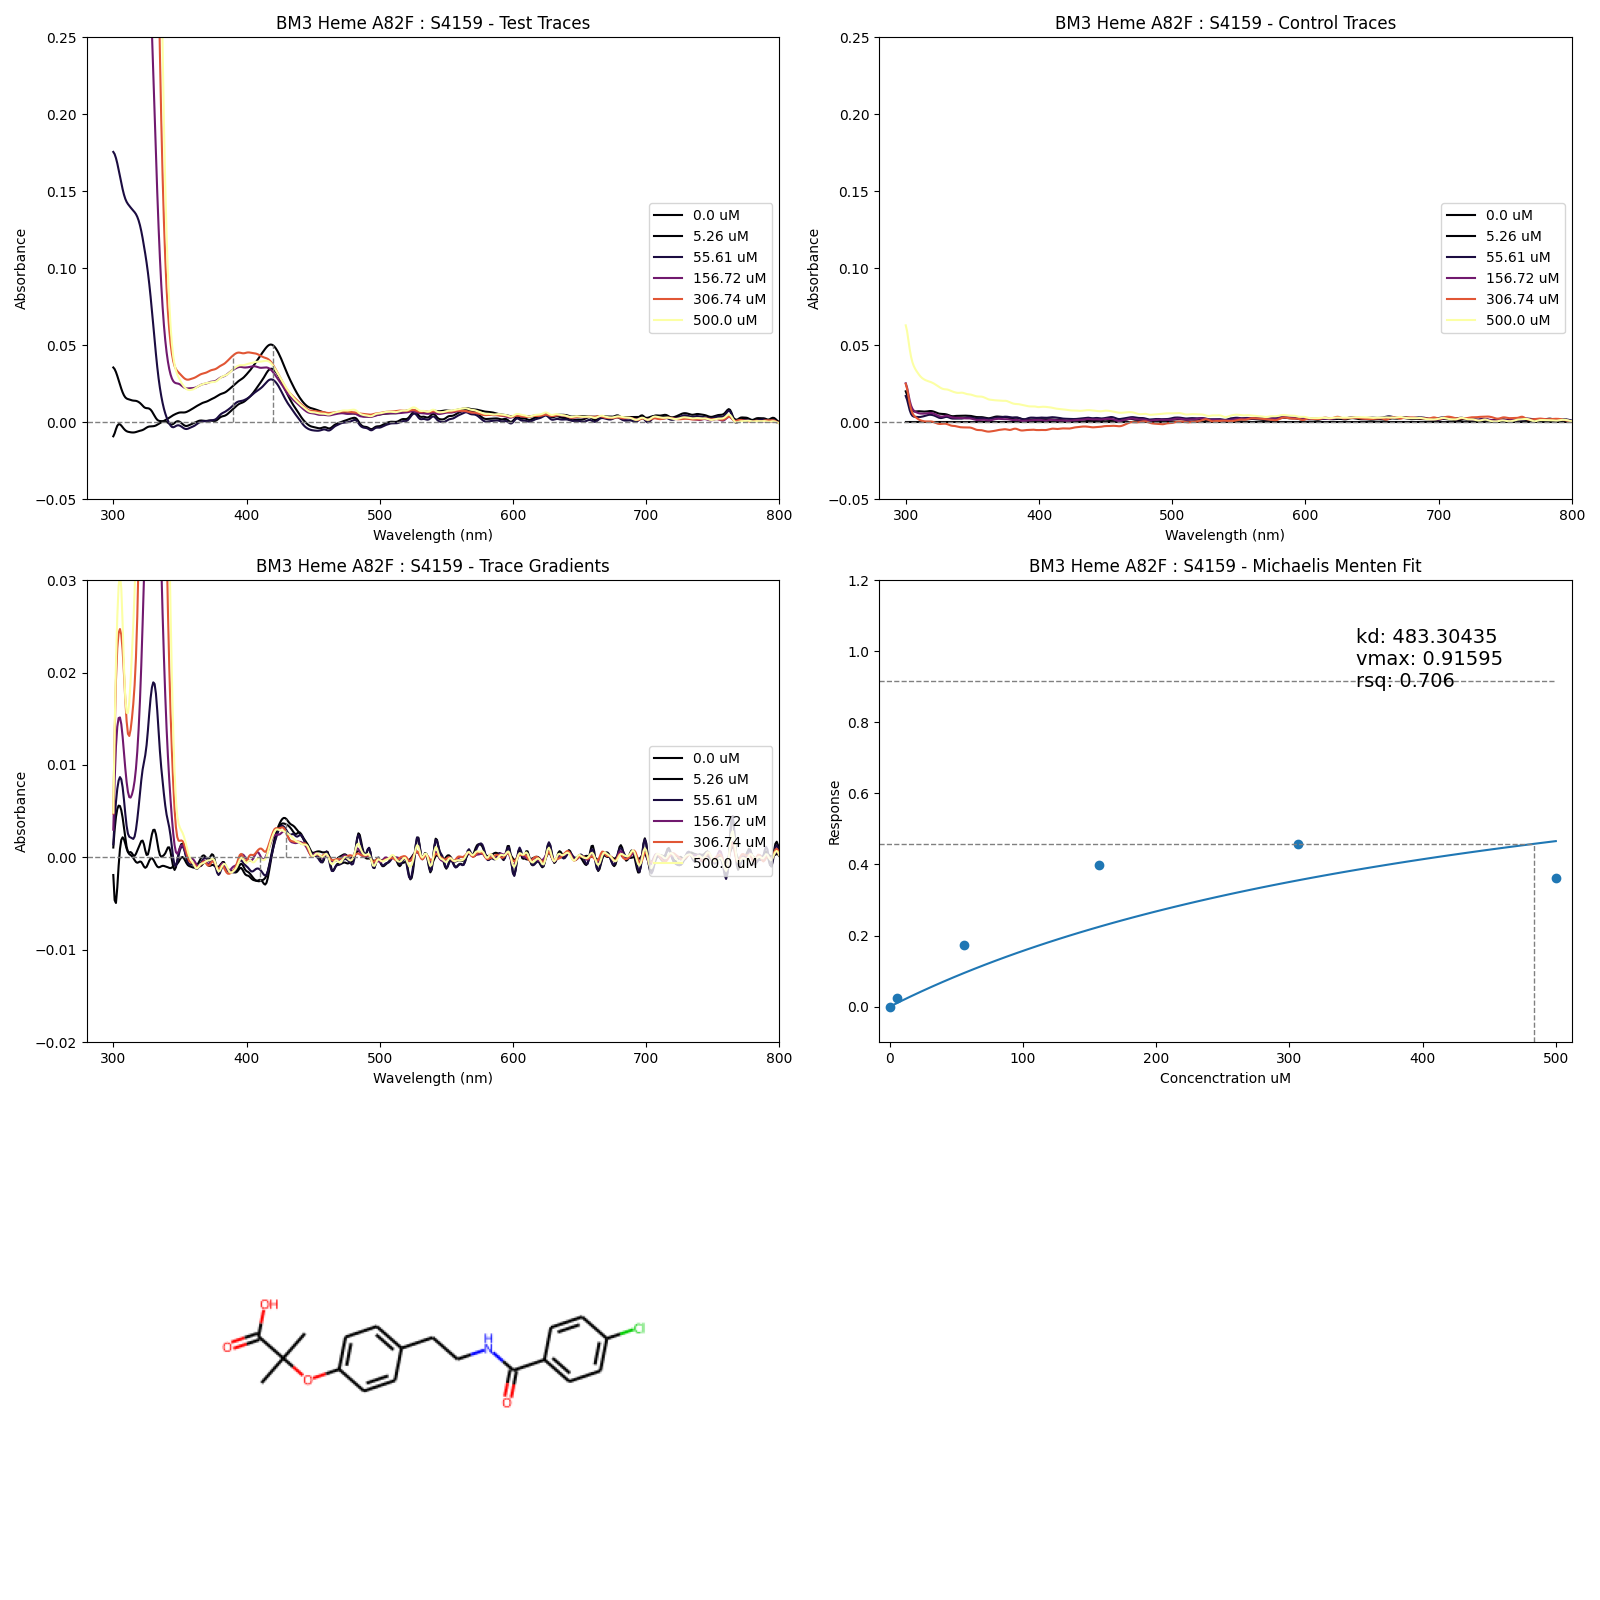 BM3 Heme A82F : S4159 - Test Traces
0.25
0.20
0.15
0.10
0.05
0.00
−0.05
Absorbance
300 400 500 600 700 800
Wavelength (nm)
0.0 uM
5.26 uM
55.61 uM
156.72 uM
306.74 uM
500.0 uM
BM3 Heme A82F : S4159 - Control Traces
0.25
0.20
0.15
0.10
0.05
0.00
−0.05
Absorbance
300 400 500 600 700 800
Wavelength (nm)
0.0 uM
5.26 uM
55.61 uM
156.72 uM
306.74 uM
500.0 uM
BM3 Heme A82F : S4159 - Trace Gradients
0.03
0.02
0.01
0.00
−0.01
−0.02
Absorbance
300 400 500 600 700 800
Wavelength (nm)
0.0 uM
5.26 uM
55.61 uM
156.72 uM
306.74 uM
500.0 uM
BM3 Heme A82F : S4159 - Michaelis Menten Fit
1.2
1.0
0.8
0.6
0.4
0.2
0.0
Response
kd: 483.30435
vmax: 0.91595
rsq: 0.706
0 100 200 300 400 500
Concenctration uM
OH
O
O
H
N
O
Cl